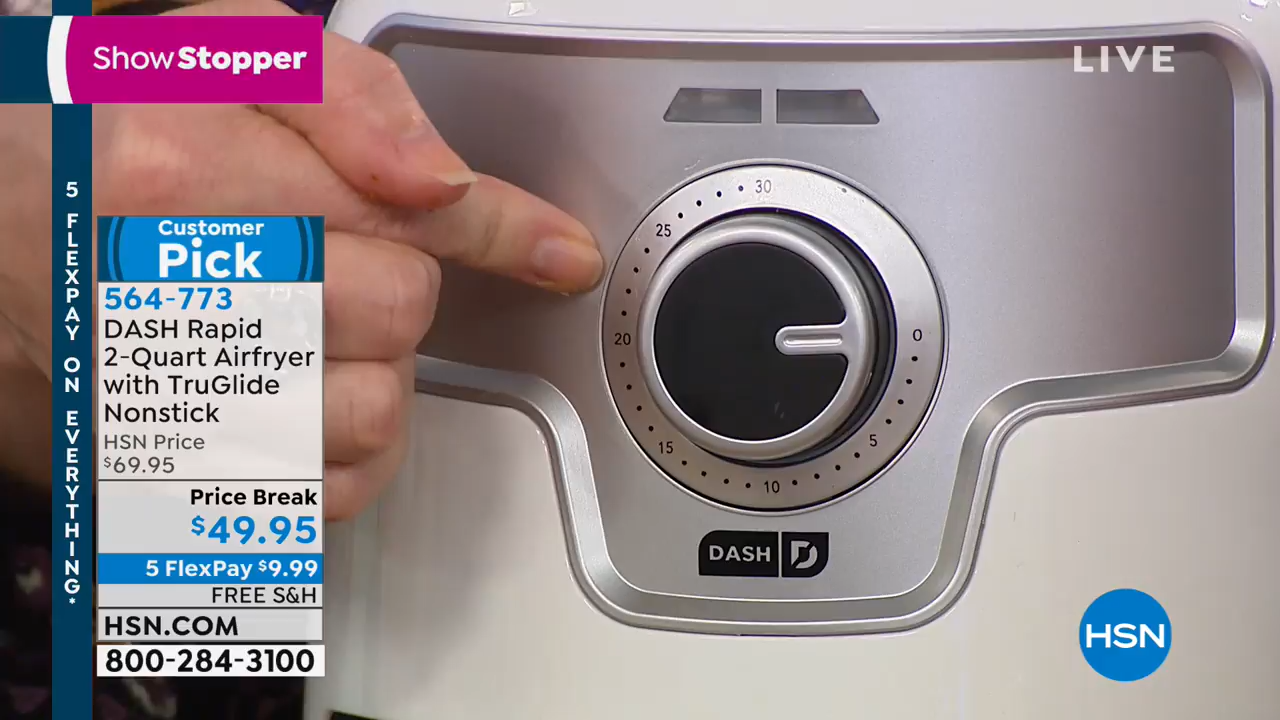 ShowStopper
LIVE
5 FLEXPAY ON EVERYTHING*
Customer
Pick
564-773
DASH Rapid
2-Quart Airfryer
with TruGlide
Nonstick
HSN Price
$69.95
Price Break
$49.95
5 FlexPay $9.99
FREE S&H
HSN.COM
800-284-3100
30
25
20
0
15
5
10
DASH D
HSN